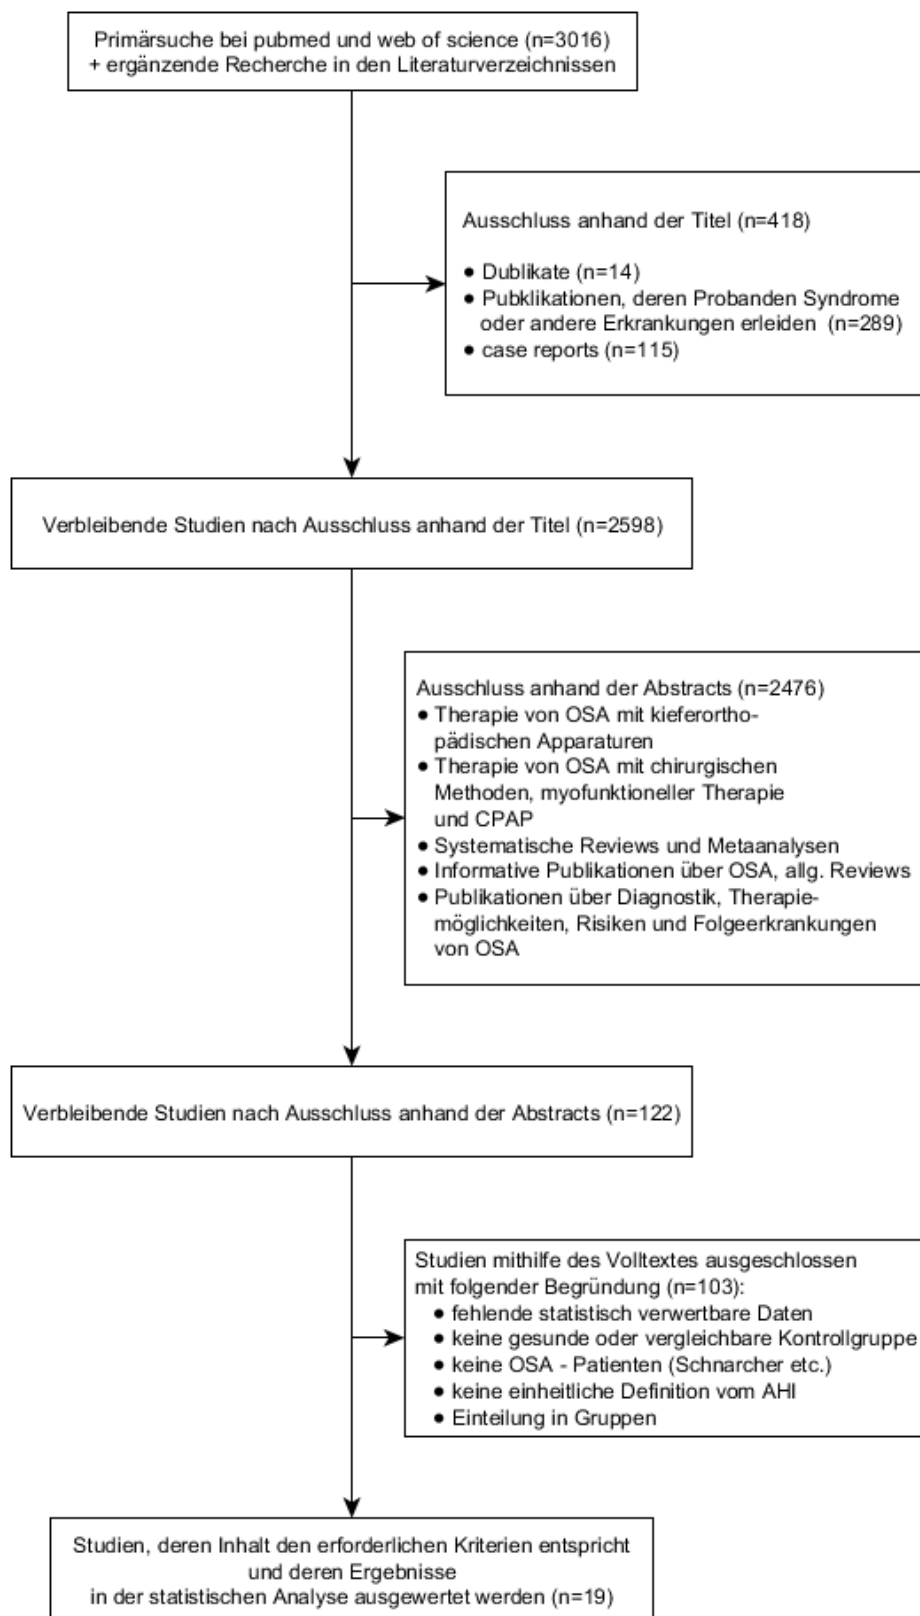 Primärsuche bei pubmed und web of science (n=3016)
+ ergänzende Recherche in den Literaturverzeichnissen
Ausschluss anhand der Titel (n=418)
● Dublikate (n=14)
● Pubklikationen, deren Probanden Syndrome
oder andere Erkrankungen erleiden (n=289)
● case reports (n=115)
Verbleibende Studien nach Ausschluss anhand der Titel (n=2598)
Ausschluss anhand der Abstracts (n=2476)
● Therapie von OSA mit kieferortho-
pädischen Apparaturen
● Therapie von OSA mit chirurgischen
Methoden, myofunktioneller Therapie
und CPAP
● Systematische Reviews und Metaanalysen
● Informative Publikationen über OSA, allg. Reviews
● Publikationen über Diagnostik, Therapie-
möglichkeiten, Risiken und Folgeerkrankungen
von OSA
Verbleibende Studien nach Ausschluss anhand der Abstracts (n=122)
Studien mithilfe des Volltextes ausgeschlossen
mit folgender Begründung (n=103):
● fehlende statistisch verwertbare Daten
● keine gesunde oder vergleichbare Kontrollgruppe
● keine OSA - Patienten (Schnarcher etc.)
● keine einheitliche Definition vom AHI
● Einteilung in Gruppen
Studien, deren Inhalt den erforderlichen Kriterien entspricht
und deren Ergebnisse
in der statistischen Analyse ausgewertet werden (n=19)